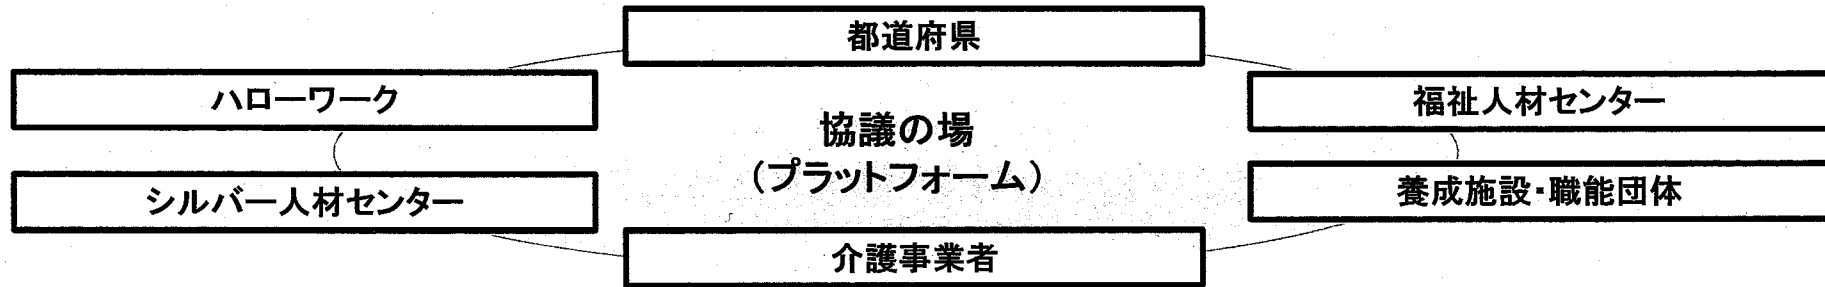 都道府県
ハローワーク
福祉人材センター
協議の場
(プラットフォーム)
シルバー人材センター
養成施設・職能団体
介護事業者